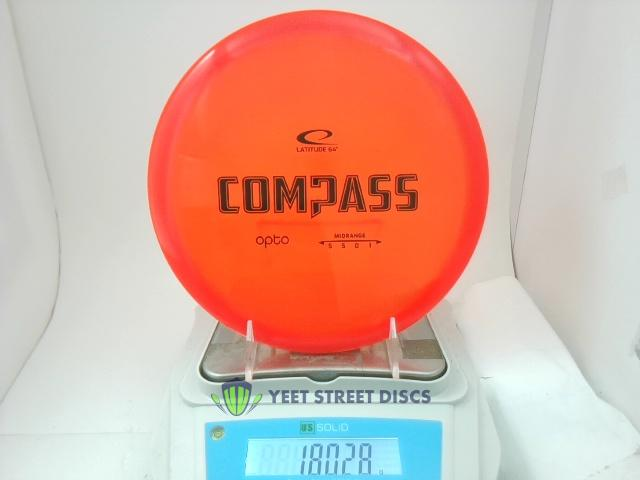 LATITUDE 64°
COMPASS
opto
MIDRANGE
5 5 0 1
YEET STREET DISCS
US SOLID
180.28 g